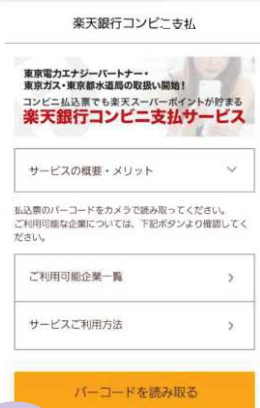 楽天銀行コンビニ支払
東京電力エナジーパートナー・
東京ガス・東京都水道局の取扱い開始！
コンビニ払込票でも楽天スーパーポイントが貯まる
楽天銀行コンビニ支払サービス
サービスの概要・メリット
払込票のバーコードをカメラで読み取ってください。
ご利用可能な企業については、下記ボタンより確認してく
ださい。
ご利用可能企業一覧
サービスご利用方法
バーコードを読み取る